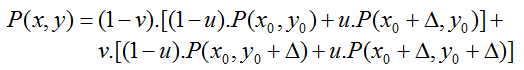 P(x, y) = (1−v).[(1−u).P(x₀, y₀) + u.P(x₀ + Δ, y₀)] +
v.[(1−u).P(x₀, y₀ + Δ) + u.P(x₀ + Δ, y₀ + Δ)]